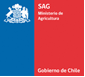 SAG
Ministerio de
Agricultura
Gobierno de Chile